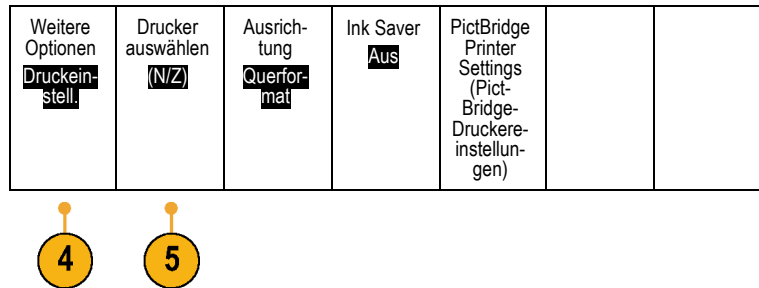 Weitere
Optionen
Druckein-
stell.
Drucker
auswählen
(N/Z)
Ausrich-
tung
Querfor-
mat
Ink Saver
Aus
PictBridge
Printer
Settings
(Pict-
Bridge-
Druckere-
instellun-
gen)
4
5